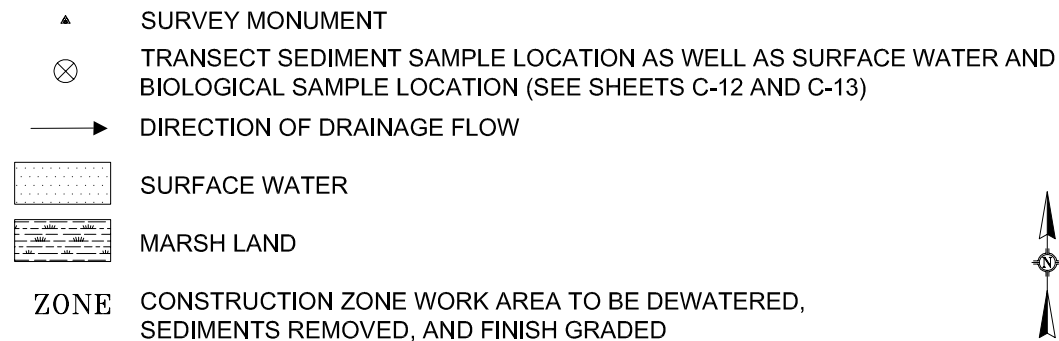 SURVEY MONUMENT
TRANSECT SEDIMENT SAMPLE LOCATION AS WELL AS SURFACE WATER AND
BIOLOGICAL SAMPLE LOCATION (SEE SHEETS C-12 AND C-13)
DIRECTION OF DRAINAGE FLOW
SURFACE WATER
MARSH LAND
N
ZONE CONSTRUCTION ZONE WORK AREA TO BE DEWATERED,
SEDIMENTS REMOVED, AND FINISH GRADED